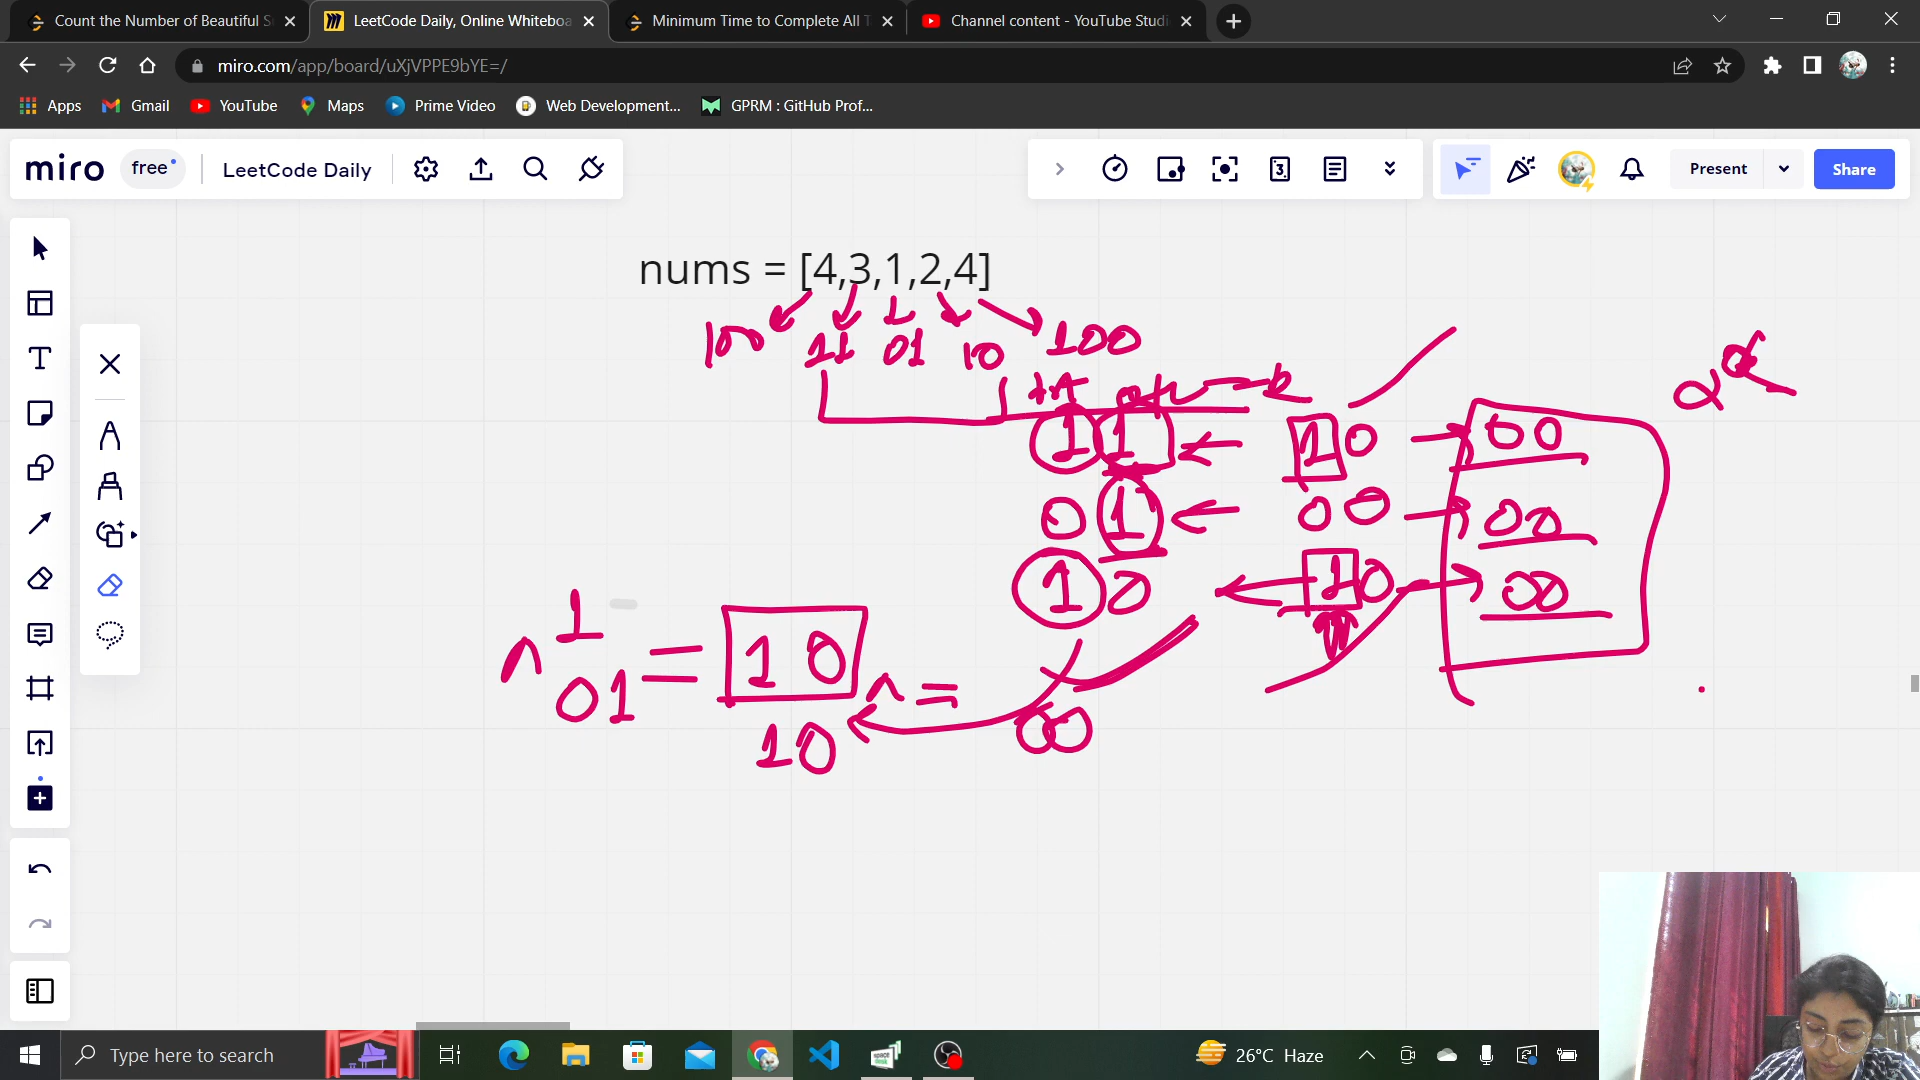 Count the Number of Beautiful S
LeetCode Daily, Online Whiteboa
Minimum Time to Complete All T
Channel content - YouTube Studi
miro.com/app/board/uXjVPPE9bYE=/
Apps
Gmail
YouTube
Maps
Prime Video
Web Development...
GPRM : GitHub Prof...
miro
free
LeetCode Daily
Present
Share
nums = [4,3,1,2,4]
100 11 01 10 100
11 10 00
01 00 00
10 10 00
^ 1
01 = 10 ^ =
10 00
Type here to search
26°C Haze